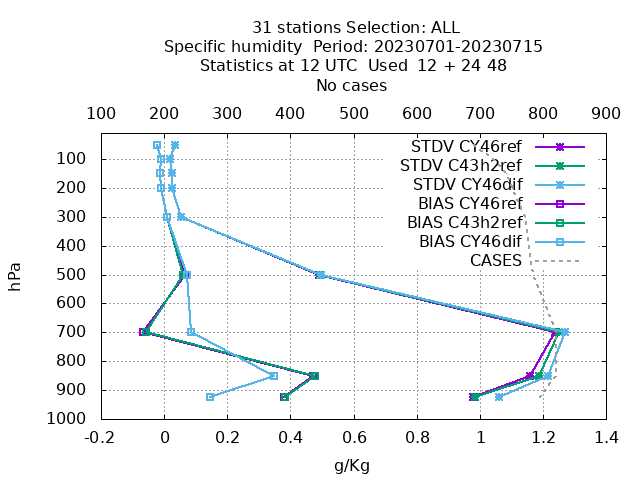 31 stations Selection: ALL
Specific humidity  Period: 20230701-20230715
Statistics at 12 UTC  Used  12 + 24 48
No cases
100 200 300 400 500 600 700 800 900
STDV CY46ref
STDV C43h2ref
STDV CY46dif
BIAS CY46ref
BIAS C43h2ref
BIAS CY46dif
CASES
hPa
100
200
300
400
500
600
700
800
900
1000
-0.2 0 0.2 0.4 0.6 0.8 1 1.2 1.4
g/Kg